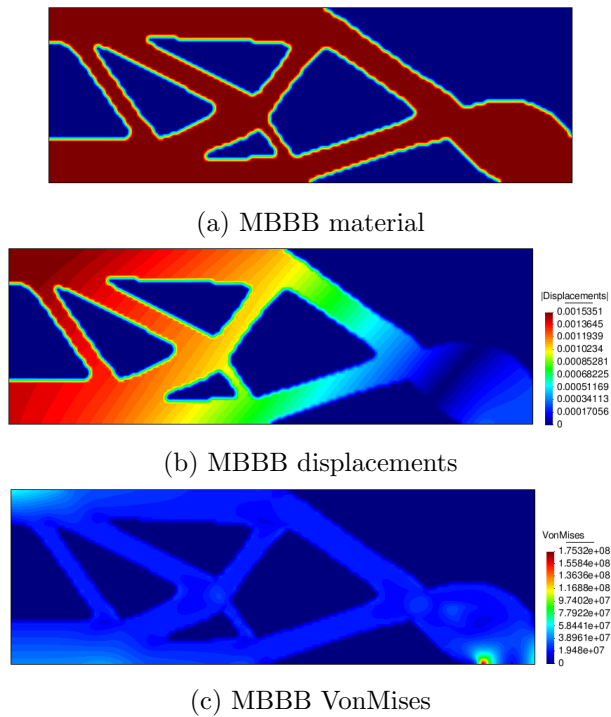 (a) MBBB material
|Displacements|
0.0015351
0.0013645
0.0011939
0.0010234
0.00085281
0.00068225
0.00051169
0.00034113
0.00017056
0
(b) MBBB displacements
VonMises
1.7532e+08
1.5584e+08
1.3636e+08
1.1688e+08
9.7402e+07
7.7922e+07
5.8441e+07
3.8961e+07
1.948e+07
0
(c) MBBB VonMises